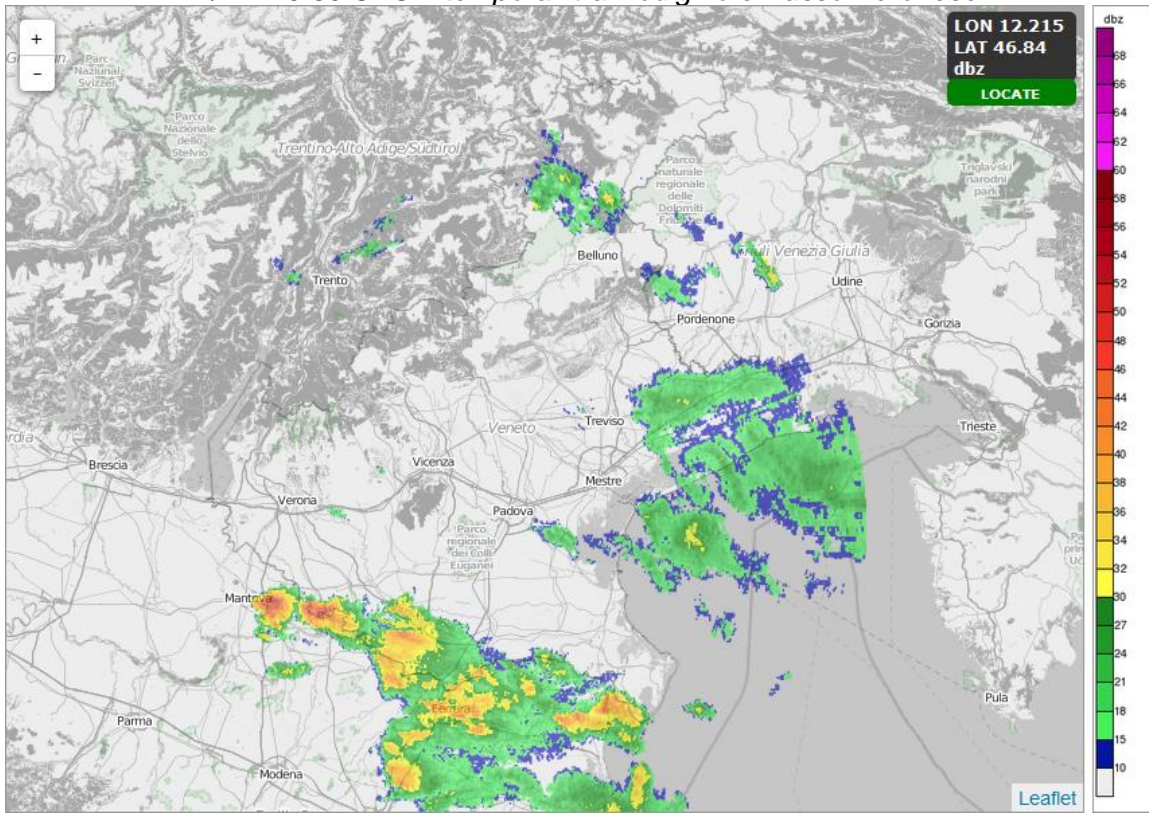 +
−
LON 12.215
LAT 46.84
dbz
LOCATE
dbz
68
66
64
62
60
58
56
54
52
50
48
46
44
42
40
38
36
34
32
30
27
24
21
18
15
10
Parc
Naziunal
Svizzer
Parco
Nazionale
dello
Stelvio
Trentino-Alto Adige/Südtirol
Parco
naturale
regionale
delle
Dolomiti
Triglavski
narodni
park
Belluno
Friuli Venezia Giulia
Trento
Udine
Pordenone
Gorizia
Treviso
Trieste
Veneto
Brescia
Vicenza
Mestre
Verona
Padova
Parco
regionale
dei Colli
Euganei
Mantova
Ferrara
Pula
Parma
Modena
Leaflet